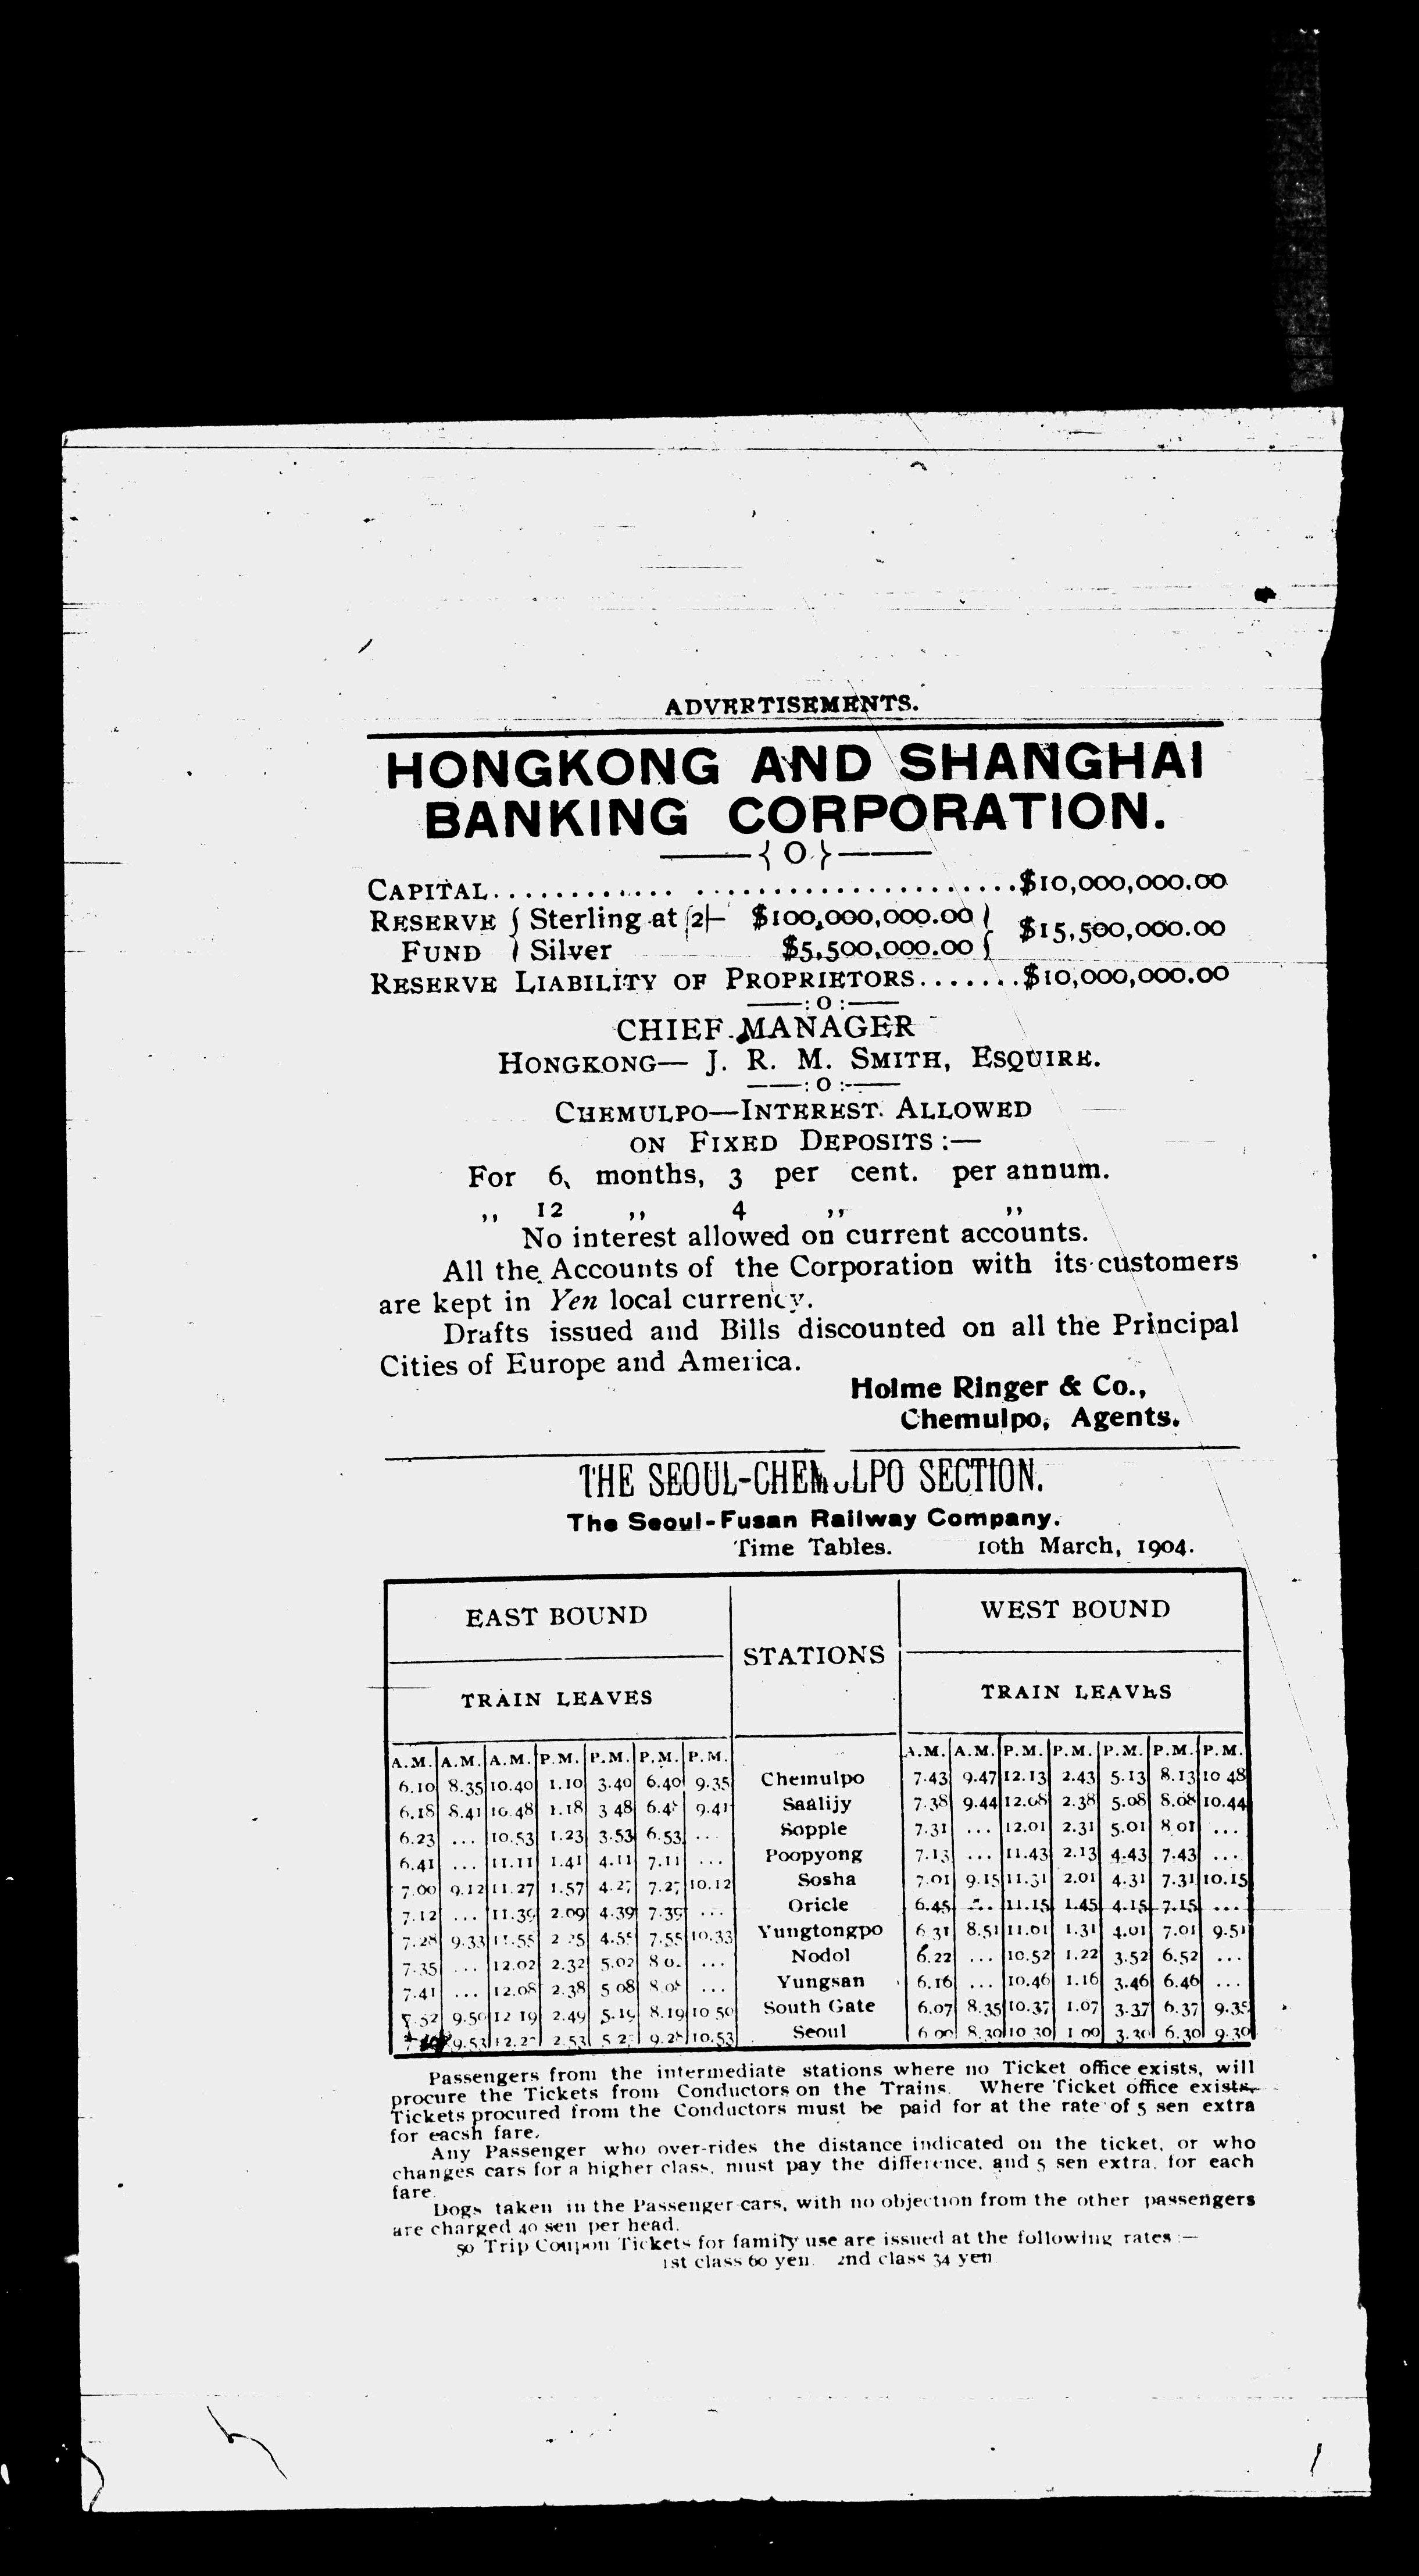 ADVERTISEMENTS.
HONGKONG AND SHANGHAI
BANKING CORPORATION.
{ O }
CAPITAL.............................$10,000,000.00
RESERVE { Sterling at 2/- $100,000,000.00 } $15,500,000.00
FUND { Silver $5,500,000.00 }
RESERVE LIABILITY OF PROPRIETORS.......$10,000,000.00
——:O:——
CHIEF MANAGER
HONGKONG— J. R. M. SMITH, ESQUIRE.
——:O:——
CHEMULPO—INTEREST ALLOWED
ON FIXED DEPOSITS :—
For 6, months, 3 per cent. per annum.
,, 12 ,, 4 ,, ,,
No interest allowed on current accounts.
All the Accounts of the Corporation with its customers
are kept in Yen local currency.
Drafts issued and Bills discounted on all the Principal
Cities of Europe and America.
Holme Ringer & Co.,
Chemulpo, Agents.
THE SEOUL-CHEMULPO SECTION.
The Seoul-Fusan Railway Company.
Time Tables. 10th March, 1904.
EAST BOUND STATIONS WEST BOUND
TRAIN LEAVES TRAIN LEAVES
A.M. A.M. A.M. P.M. P.M. P.M. P.M. A.M. A.M. P.M. P.M. P.M. P.M. P.M.
6.10 8.35 10.40 1.10 3.40 6.40 9.35 Chemulpo 7.43 9.47 12.13 2.43 5.13 8.13 10 48
6.18 8.41 10.48 1.18 3 48 9.41 Saalijy 7.38 9.44 12.08 2.38 5.08 8.08 10.44
6.23 ... 10.53 1.23 3.53 6.53 ... Sopple 7.31 ... 12.01 2.31 5.01 8 01 ...
6.41 ... 11.11 1.41 4.11 7.11 ... Poopyong 7.13 ... 11.43 2.13 4.43 7.43 ...
7.00 9.12 11.27 1.57 4.27 7.27 10.12 Sosha 7.01 9.15 11.31 2.01 4.31 7.31 10.15
7.12 ... 11.39 2.09 4.39 7.39 ... Oricle 6.45 ... 11.15 1.45 4.15 7.15 ...
7.28 9.33 11.55 2 25 4.55 7.55 10.33 Yungtongpo 6.31 8.51 11.01 1.31 4.01 7.01 9.51
7.35 ... 12.02 2.32 5.02 ... Nodol 6.22 ... 10.52 1.22 3.52 6.52 ...
7.41 ... 12.08 2.38 5 08 8.08 ... Yungsan 6.16 ... 10.46 1.16 3.46 6.46 ...
7.52 9.50 12 19 2.49 5.19 8.19 10 50 South Gate 6.07 8.35 10.37 1.07 3.37 6.37 9.35
9.53 2.53 10.53 Seoul 6 00 8.30 10 30 1 00 3.30 6.30 9.30
Passengers from the intermediate stations where no Ticket office exists, will
procure the Tickets from Conductors on the Trains. Where Ticket office exists,
Tickets procured from the Conductors must be paid for at the rate of 5 sen extra
for eacsh fare.
Any Passenger who over-rides the distance indicated on the ticket, or who
changes cars for a higher class, must pay the difference, and 5 sen extra, for each
fare.
Dogs taken in the Passenger cars, with no objection from the other passengers
are charged 40 sen per head.
50 Trip Coupon Tickets for family use are issued at the following rates :—
1st class 60 yen. 2nd class 34 yen